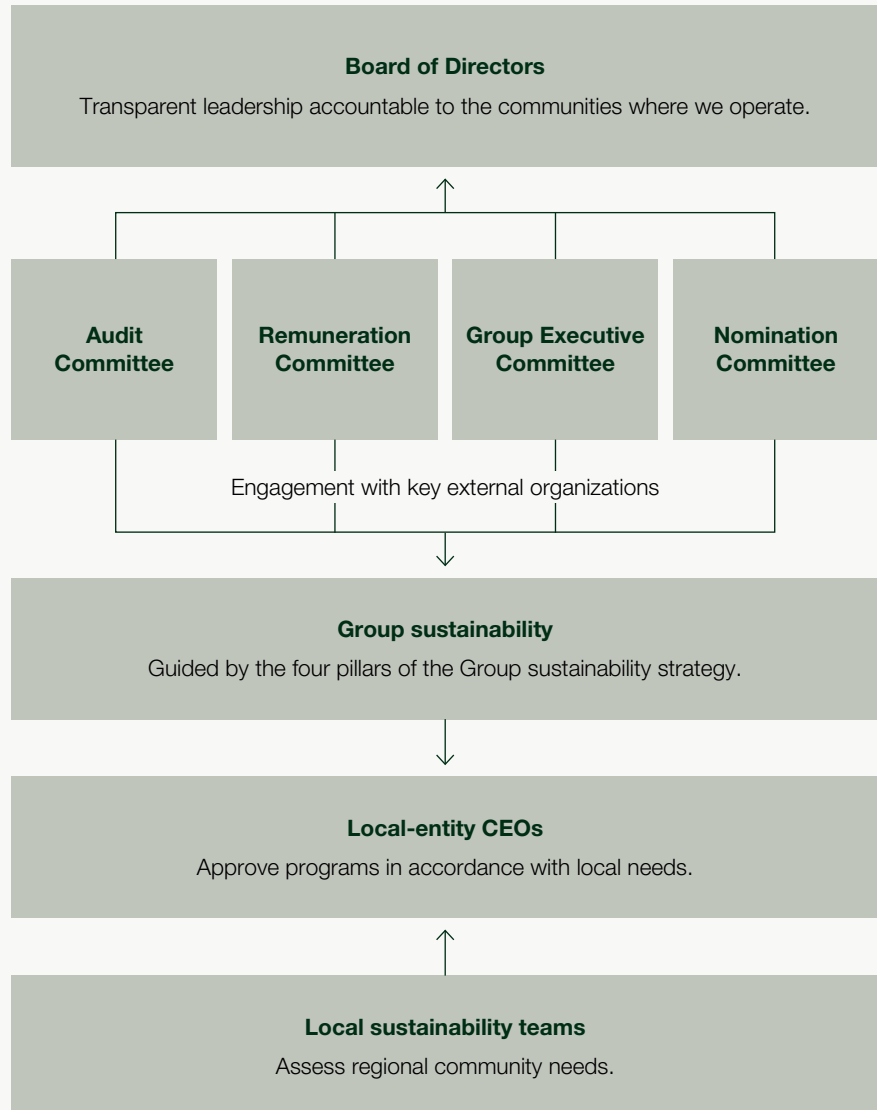 Board of Directors
Transparent leadership accountable to the communities where we operate.
Audit
Committee
Remuneration
Committee
Group Executive
Committee
Nomination
Committee
Engagement with key external organizations
Group sustainability
Guided by the four pillars of the Group sustainability strategy.
Local-entity CEOs
Approve programs in accordance with local needs.
Local sustainability teams
Assess regional community needs.